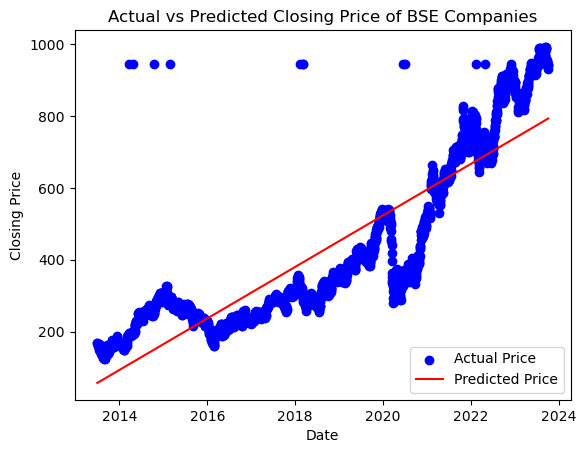 Actual vs Predicted Closing Price of BSE Companies
1000
800
600
400
200
Closing Price
2014
2016
2018
2020
2022
2024
Date
Actual Price
Predicted Price